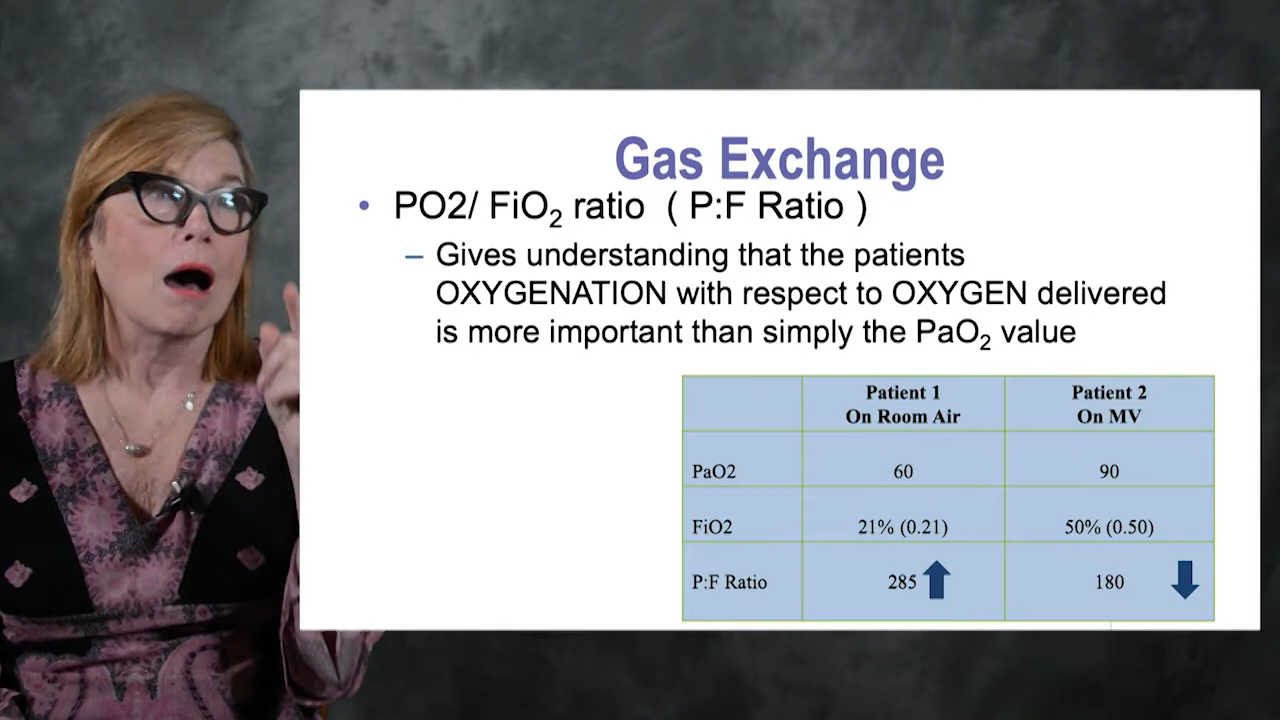 Gas Exchange
• PO2/ FiO₂ ratio ( P:F Ratio )
– Gives understanding that the patients
OXYGENATION with respect to OXYGEN delivered
is more important than simply the PaO₂ value
Patient 1 Patient 2
On Room Air On MV
PaO2 60 90
FiO2 21% (0.21) 50% (0.50)
P:F Ratio 285 180